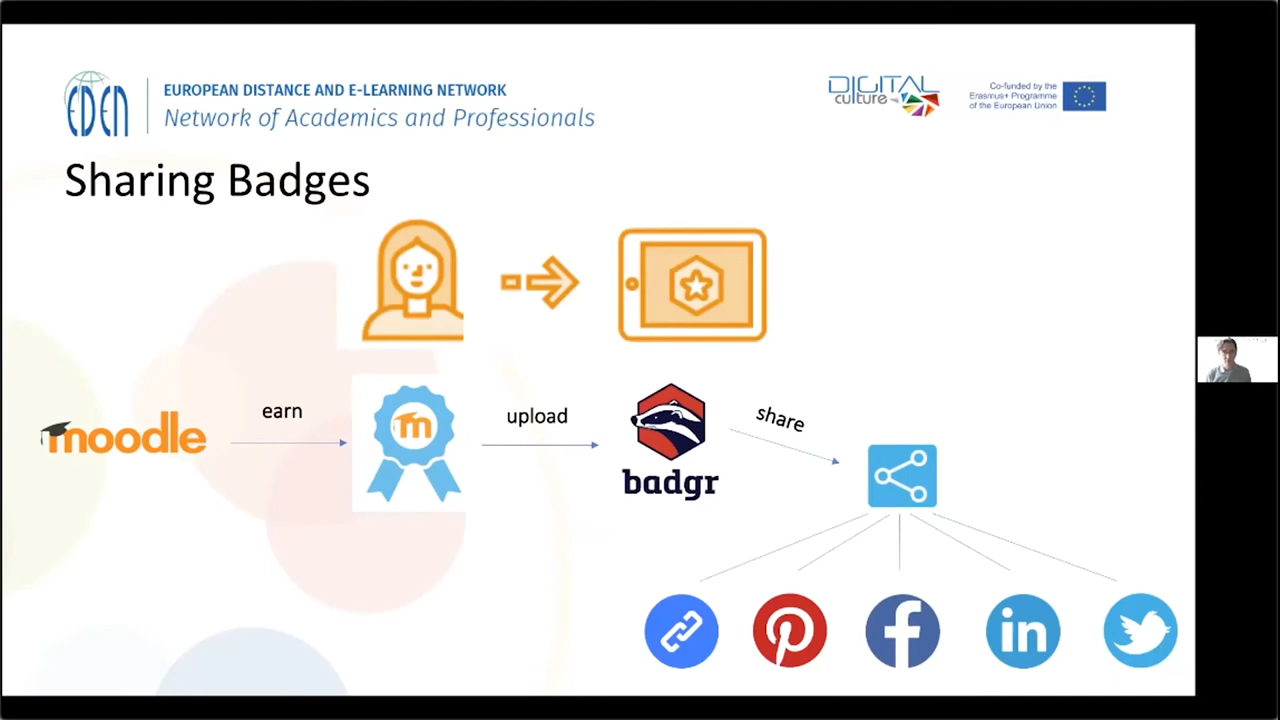 EDEN
EUROPEAN DISTANCE AND E-LEARNING NETWORK
Network of Academics and Professionals
DIGITAL
culture
Co-funded by the
Erasmus+ Programme
of the European Union
Sharing Badges
moodle
earn
m
upload
badgr
share
f
in